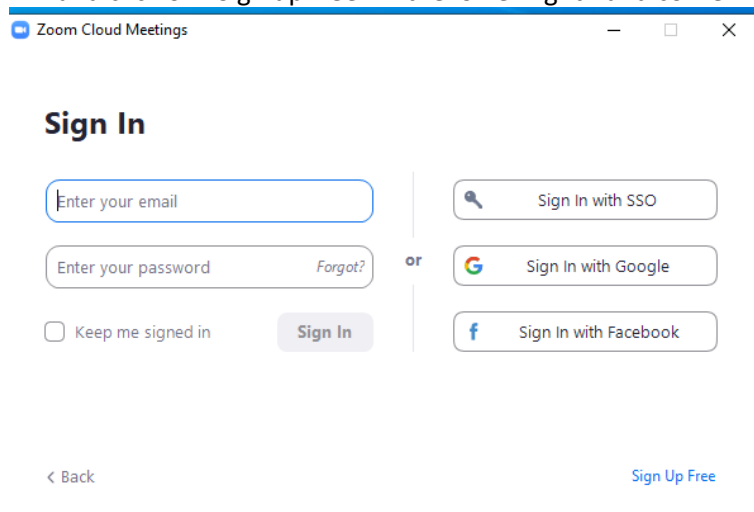 Zoom Cloud Meetings
Sign In
Enter your email
Enter your password Forgot?
Keep me signed in Sign In
or
Sign In with SSO
Sign In with Google
Sign In with Facebook
< Back
Sign Up Free